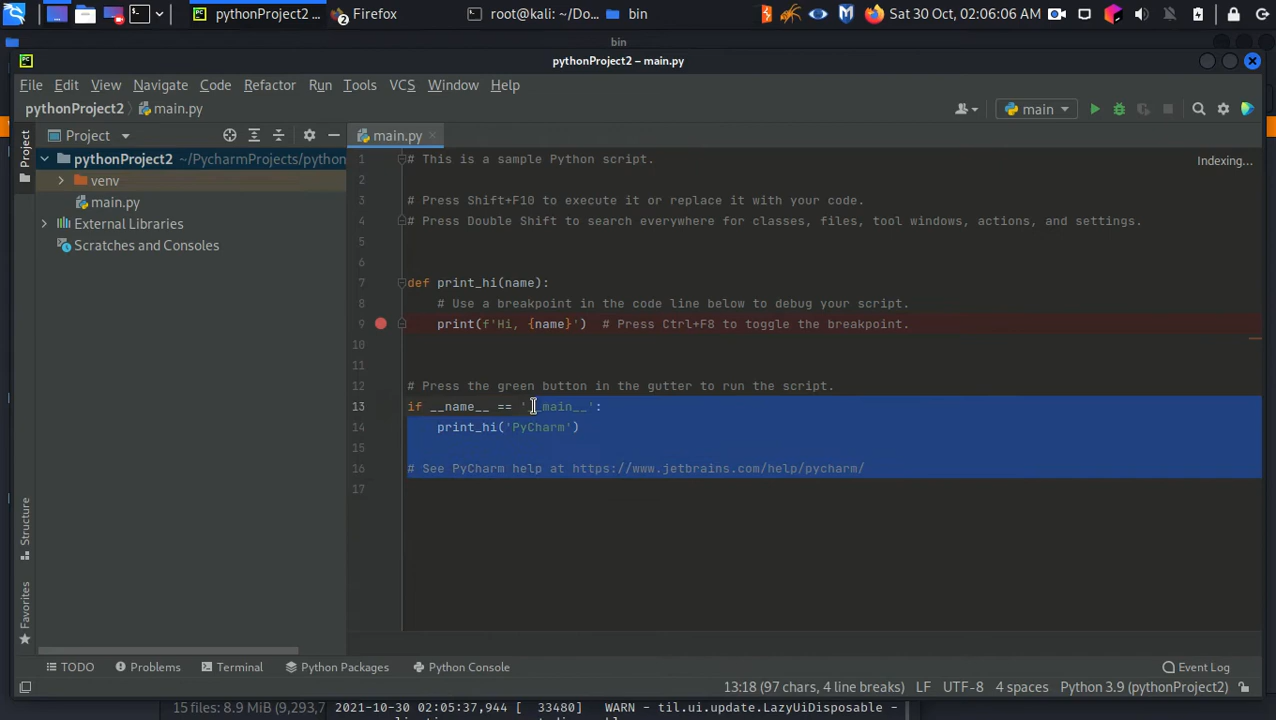 pythonProject2 ... Firefox root@kali: ~/Do... bin Sat 30 Oct, 02:06:06 AM
bin
pythonProject2 – main.py
File Edit View Navigate Code Refactor Run Tools VCS Window Help
pythonProject2 main.py main
Project main.py
Project
Structure
Favorites
pythonProject2 ~/PycharmProjects/python
venv
main.py
External Libraries
Scratches and Consoles
Indexing...
1 # This is a sample Python script.
2
3 # Press Shift+F10 to execute it or replace it with your code.
4 # Press Double Shift to search everywhere for classes, files, tool windows, actions, and settings.
5
6
7 def print_hi(name):
8 # Use a breakpoint in the code line below to debug your script.
9 print(f'Hi, {name}') # Press Ctrl+F8 to toggle the breakpoint.
10
11
12 # Press the green button in the gutter to run the script.
13 if __name__ == '__main__':
14 print_hi('PyCharm')
15
16 # See PyCharm help at https://www.jetbrains.com/help/pycharm/
17
TODO Problems Terminal Python Packages Python Console Event Log
13:18 (97 chars, 4 line breaks) LF UTF-8 4 spaces Python 3.9 (pythonProject2)
15 files: 8.9 MiB (9,293,7 2021-10-30 02:05:37,944 [ 33480] WARN - til.ui.update.LazyUiDisposable -